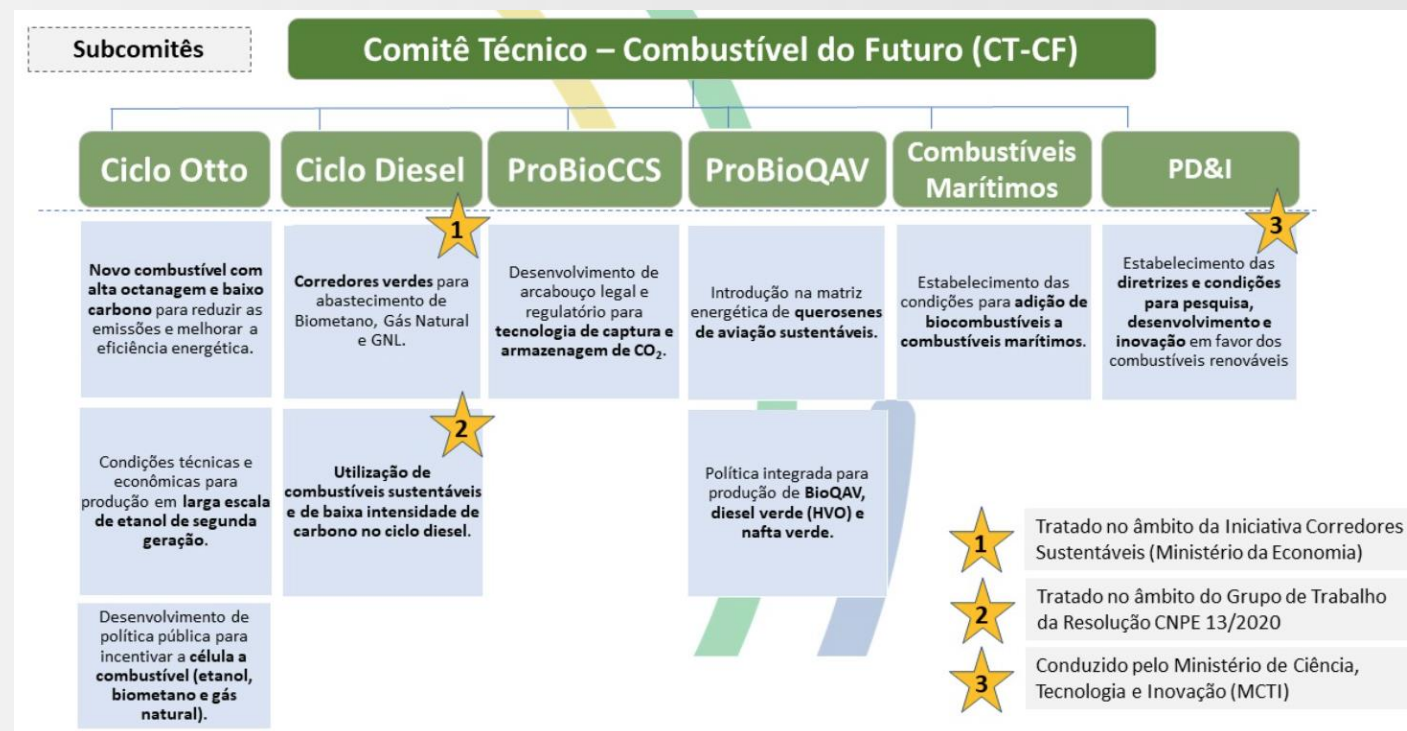 Subcomitês
Comitê Técnico – Combustível do Futuro (CT-CF)
Ciclo Otto
Ciclo Diesel
ProBioCCS
ProBioQAV
Combustíveis
Marítimos
PD&I
1
3
Novo combustível com
alta octanagem e baixo
carbono para reduzir as
emissões e melhorar a
eficiência energética.
Corredores verdes para
abastecimento de
Biometano, Gás Natural
e GNL.
Desenvolvimento de
arcabouço legal e
regulatório para
tecnologia de captura e
armazenagem de CO₂.
Introdução na matriz
energética de querosenes
de aviação sustentáveis.
Estabelecimento das
condições para adição de
biocombustíveis a
combustíveis marítimos.
Estabelecimento das
diretrizes e condições
para pesquisa,
desenvolvimento e
inovação em favor dos
combustíveis renováveis
2
Condições técnicas e
econômicas para
produção em larga escala
de etanol de segunda
geração.
Utilização de
combustíveis sustentáveis
e de baixa intensidade de
carbono no ciclo diesel.
Política integrada para
produção de BioQAV,
diesel verde (HVO) e
nafta verde.
Desenvolvimento de
política pública para
incentivar a célula a
combustível (etanol,
biometano e gás
natural).
1
Tratado no âmbito da Iniciativa Corredores
Sustentáveis (Ministério da Economia)
2
Tratado no âmbito do Grupo de Trabalho
da Resolução CNPE 13/2020
3
Conduzido pelo Ministério de Ciência,
Tecnologia e Inovação (MCTI)